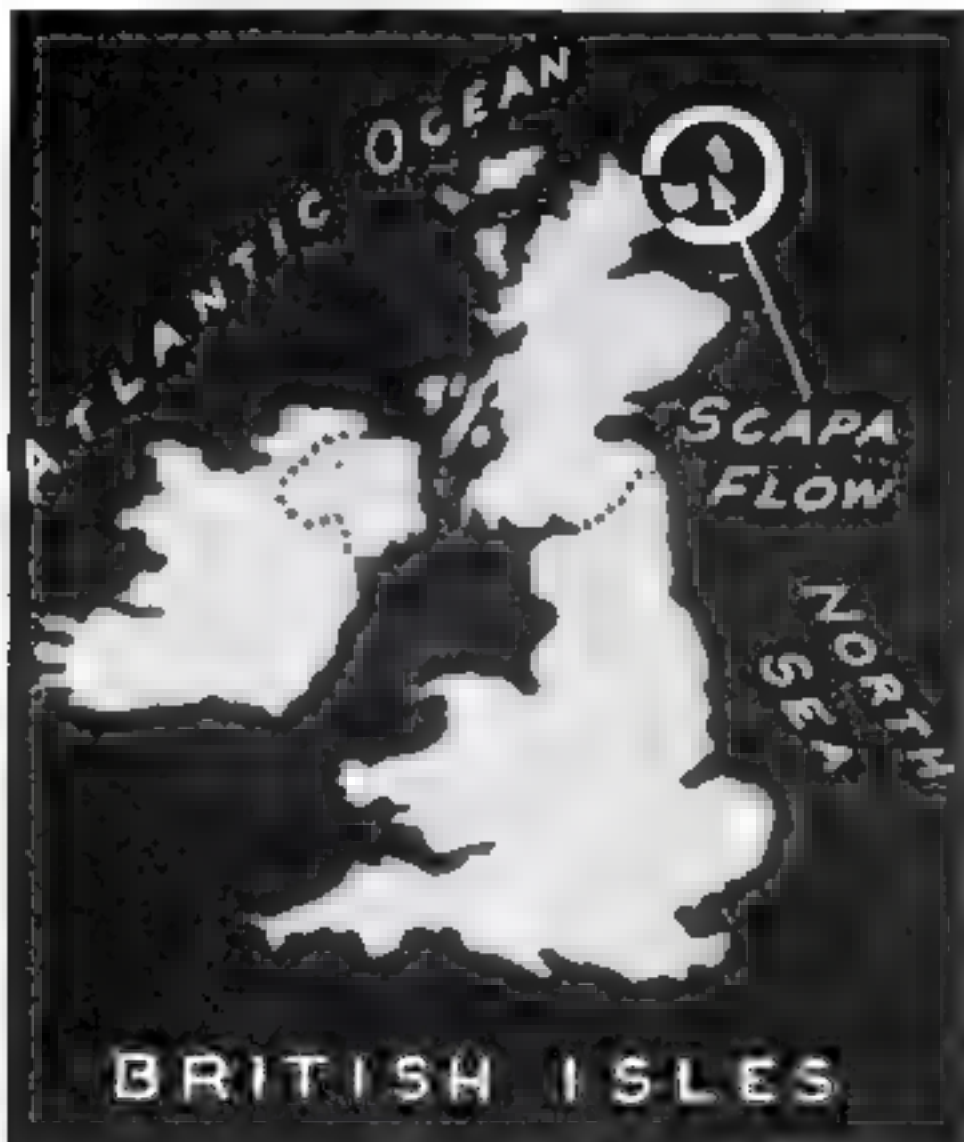 ATLANTIC OCEAN
SCAPA
FLOW
NORTH
SEA
BRITISH ISLES